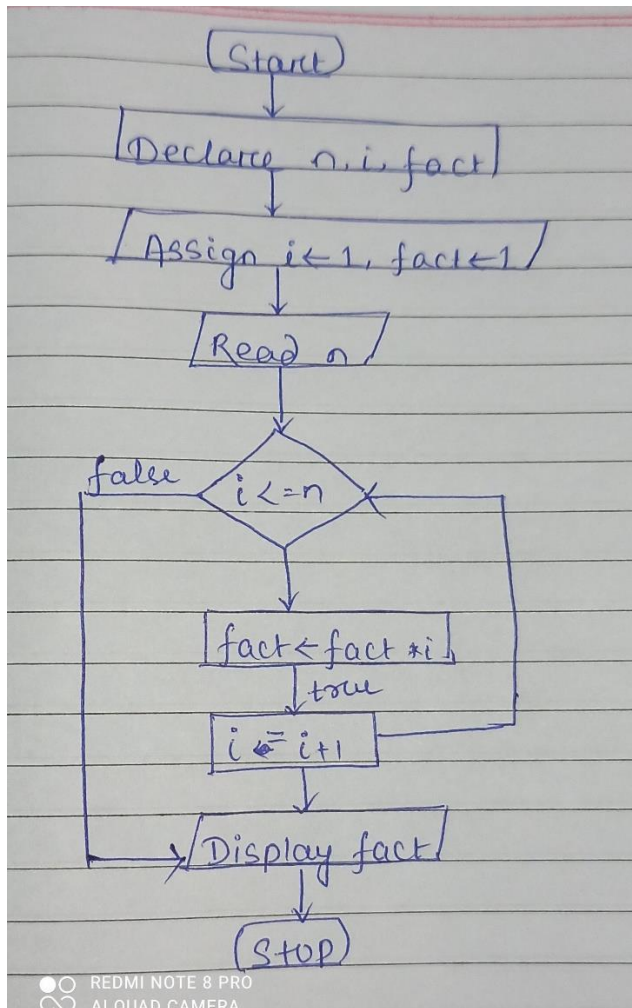 Start
Declare n, i, fact
Assign i ← 1, fact ← 1
Read n
false
i <= n
fact ← fact * i
true
i ← i+1
Display fact
Stop
REDMI NOTE 8 PRO
AI QUAD CAMERA